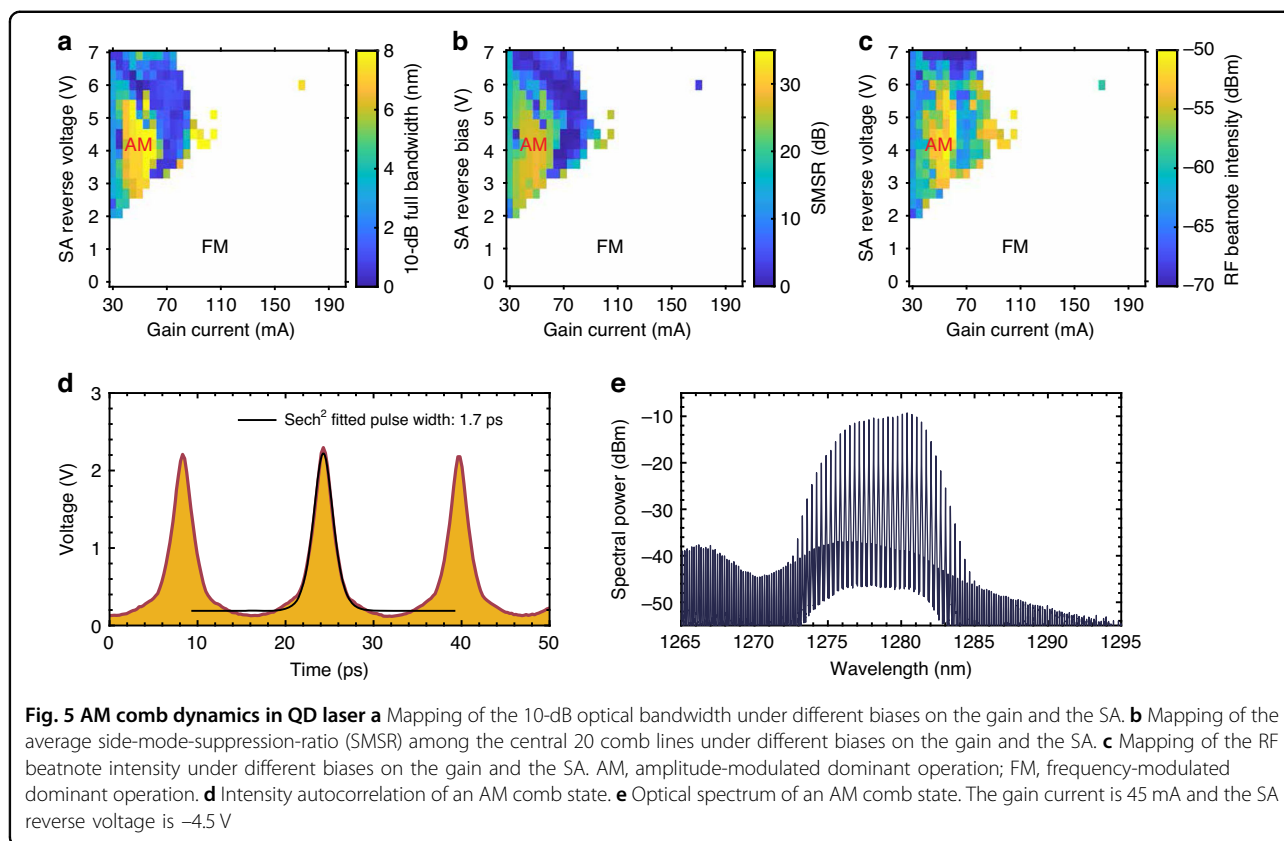 a
7
6
5
4
3
2
1
0
SA reverse voltage (V)
AM
FM
30 70 110 150 190
Gain current (mA)
8
6
4
2
0
10-dB full bandwidth (nm)
b
7
6
5
4
3
2
1
0
SA reverse bias (V)
AM
FM
30 70 110 150 190
Gain current (mA)
30
20
10
0
SMSR (dB)
c
7
6
5
4
3
2
1
0
SA reverse voltage (V)
AM
FM
30 70 110 150 190
Gain current (mA)
–50
–55
–60
–65
–70
RF beatnote intensity (dBm)
d
3
2
1
0
Voltage (V)
Sech² fitted pulse width: 1.7 ps
0 10 20 30 40 50
Time (ps)
e
–10
–20
–30
–40
–50
Spectral power (dBm)
1265 1270 1275 1280 1285 1290 1295
Wavelength (nm)
Fig. 5 AM comb dynamics in QD laser a Mapping of the 10-dB optical bandwidth under different biases on the gain and the SA. b Mapping of the
average side-mode-suppression-ratio (SMSR) among the central 20 comb lines under different biases on the gain and the SA. c Mapping of the RF
beatnote intensity under different biases on the gain and the SA. AM, amplitude-modulated dominant operation; FM, frequency-modulated
dominant operation. d Intensity autocorrelation of an AM comb state. e Optical spectrum of an AM comb state. The gain current is 45 mA and the SA
reverse voltage is –4.5 V